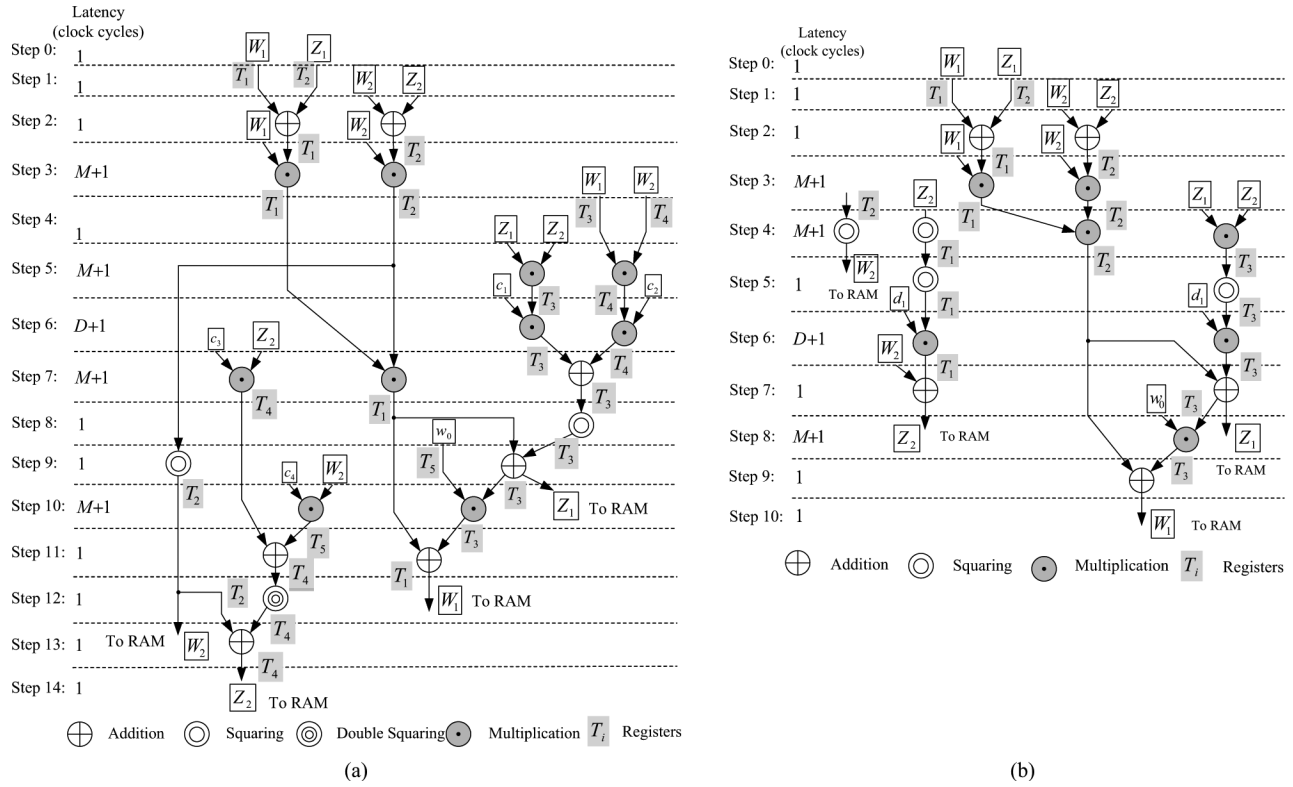 Latency
(clock cycles)
Step 0: 1 W1 Z1
Step 1: 1 T1 T2 W2 Z2
Step 2: 1 W1 W2 T1 T2
Step 3: M+1 T1 T2 W1 W2
Step 4: 1 T3 T4 Z1 Z2
Step 5: M+1 c1 T3 T4 c2
Step 6: D+1 c3 Z2 T3 T4
Step 7: M+1 T4 T1 T3
Step 8: 1 w0 T3
Step 9: 1 T2 c4 W2 T5 T3 Z1 To RAM
Step 10: M+1 T5 T3
Step 11: 1 T4 T1
Step 12: 1 T2 T4 W1 To RAM
Step 13: 1 To RAM W2 T4
Step 14: 1 Z2 To RAM
Addition Squaring Double Squaring Multiplication Ti Registers
(a)
Latency
(clock cycles)
Step 0: 1 W1 Z1
Step 1: 1 T1 T2 W2 Z2
Step 2: 1 W1 W2 T1 T2
Step 3: M+1 T2 Z2 T1 T2 Z1 Z2
Step 4: M+1 W2 T1 T2 T3
Step 5: 1 To RAM d1 T1 d1 T3
Step 6: D+1 W2 T1 T3
Step 7: 1 w0 T3
Step 8: M+1 Z2 To RAM T3 Z1 To RAM
Step 9: 1
Step 10: 1 W1 To RAM
Addition Squaring Multiplication Ti Registers
(b)